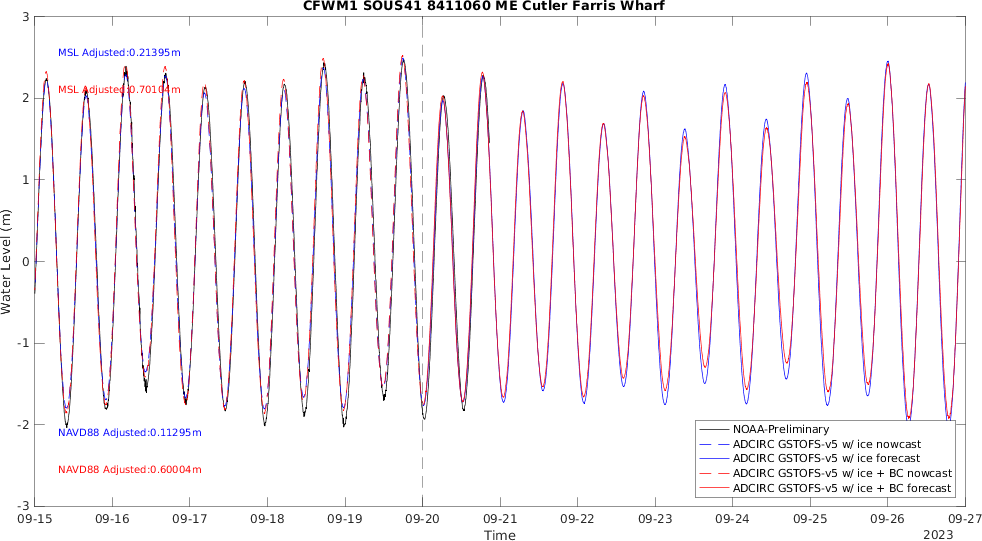 CFWM1 SOUS41 8411060 ME Cutler Farris Wharf
3
2
1
0
-1
-2
-3
Water Level (m)
MSL Adjusted:0.21395m
MSL Adjusted:0.70104m
NAVD88 Adjusted:0.11295m
NAVD88 Adjusted:0.60004m
NOAA-Preliminary
ADCIRC GSTOFS-v5 w/ ice nowcast
ADCIRC GSTOFS-v5 w/ ice forecast
ADCIRC GSTOFS-v5 w/ ice + BC nowcast
ADCIRC GSTOFS-v5 w/ ice + BC forecast
09-15 09-16 09-17 09-18 09-19 09-20 09-21 09-22 09-23 09-24 09-25 09-26 09-27
Time
2023